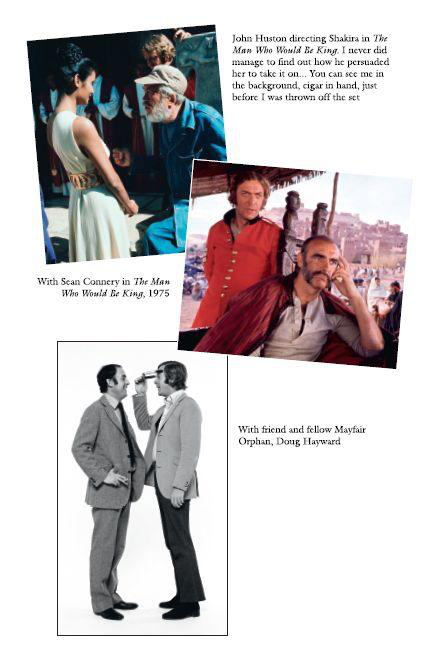 John Huston directing Shakira in The
Man Who Would Be King. I never did
manage to find out how he persuaded
her to take it on... You can see me in
the background, cigar in hand, just
before I was thrown off the set
With Sean Connery in The Man
Who Would Be King, 1975
With friend and fellow Mayfair
Orphan, Doug Hayward